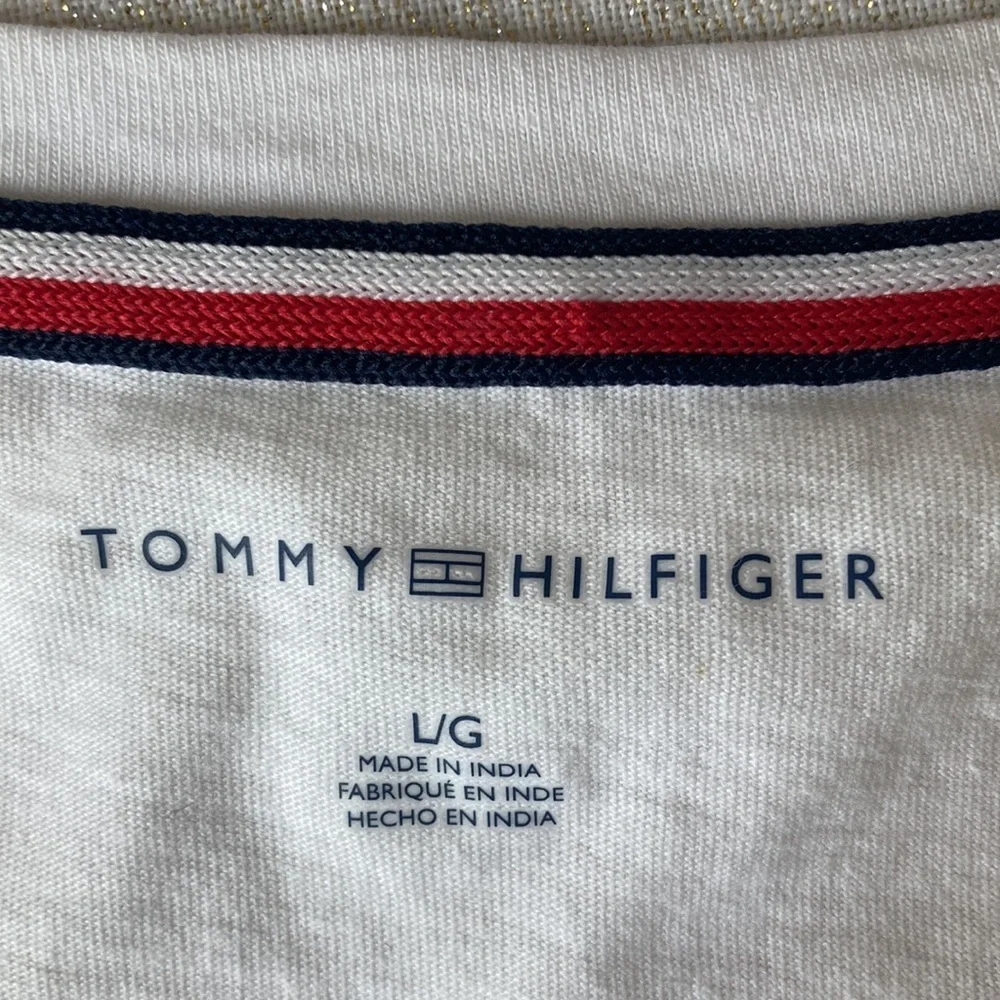 TOMMY HILFIGER
L/G
MADE IN INDIA
FABRIQUÉ EN INDE
HECHO EN INDIA